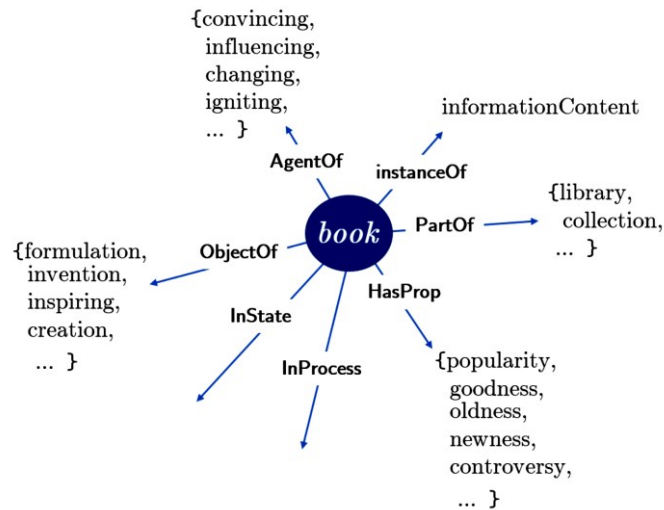 {convincing,
influencing,
changing,
igniting,
... }
informationContent
AgentOf
instanceOf
{library,
collection,
... }
book
PartOf
ObjectOf
{formulation,
invention,
inspiring,
creation,
... }
HasProp
InState
InProcess
{popularity,
goodness,
oldness,
newness,
controversy,
... }